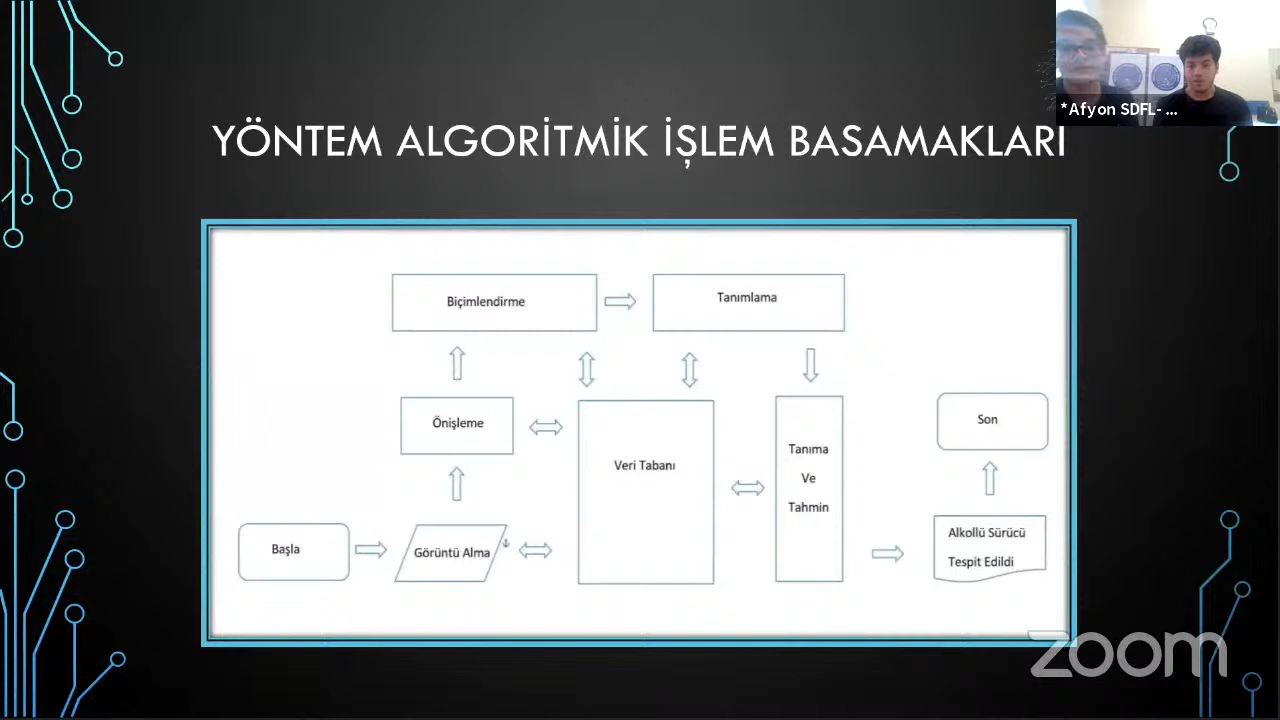 *Afyon SDFL- ...
YÖNTEM ALGORİTMİK İŞLEM BASAMAKLARI
Biçimlendirme
Tanımlama
Önişleme
Veri Tabanı
Tanıma
Ve
Tahmin
Son
Başla
Görüntü Alma
Alkollü Sürücü
Tespit Edildi
zoom